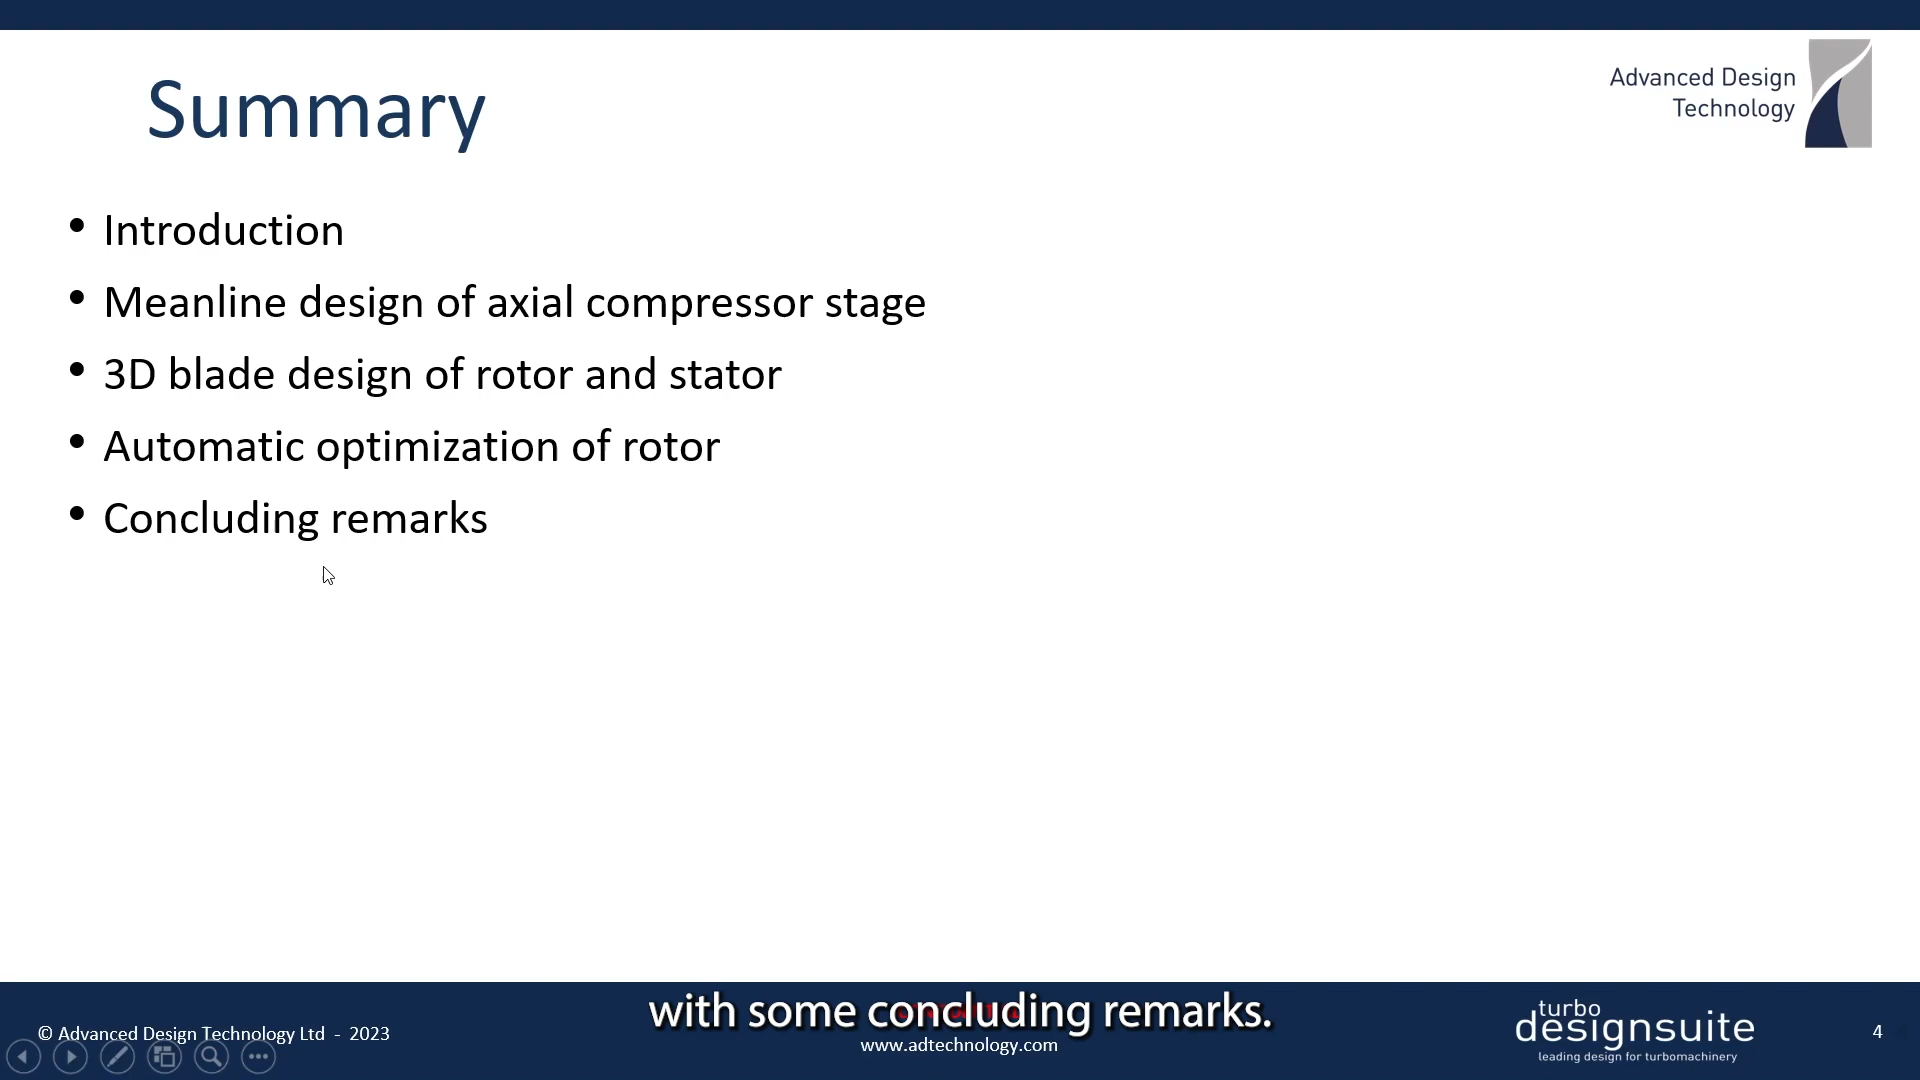 Summary
Advanced Design
Technology
• Introduction
• Meanline design of axial compressor stage
• 3D blade design of rotor and stator
• Automatic optimization of rotor
• Concluding remarks
with some concluding remarks.
© Advanced Design Technology Ltd - 2023
www.adtechnology.com
turbo
designsuite
leading design for turbomachinery
4